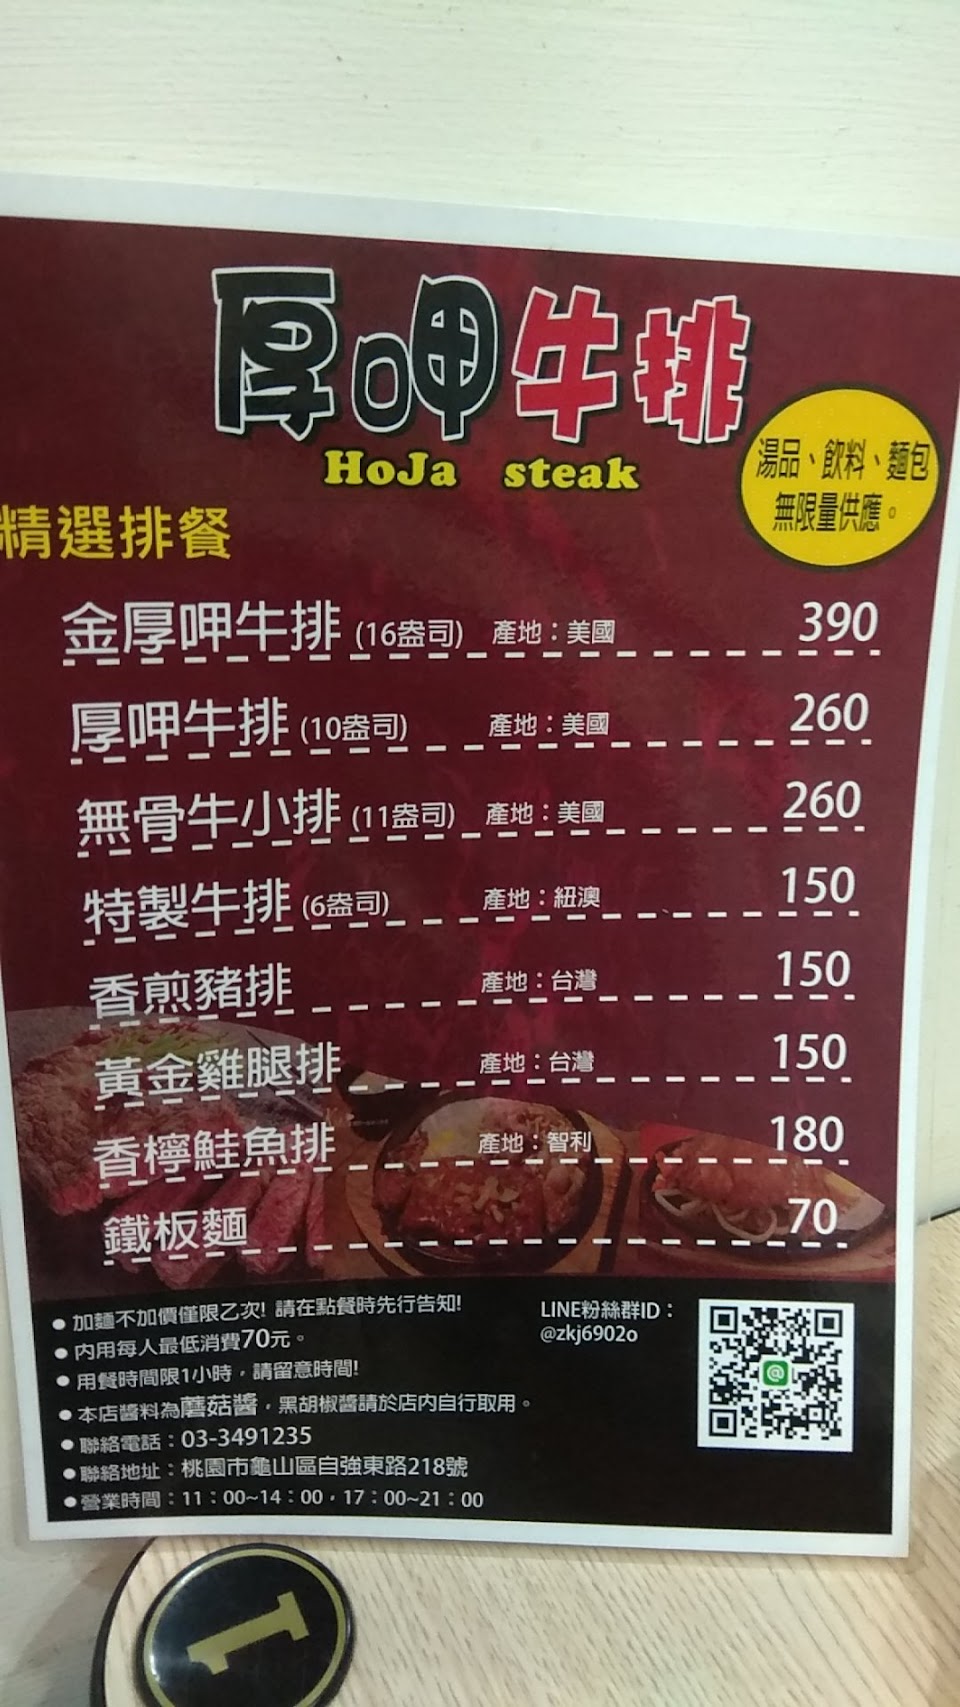 厚呷牛排
HoJa steak
湯品、飲料、麵包
無限量供應。
精選排餐
金厚呷牛排 (16盎司) 產地：美國 390
厚呷牛排 (10盎司) 產地：美國 260
無骨牛小排 (11盎司) 產地：美國 260
特製牛排 (6盎司) 產地：紐澳 150
香煎豬排 產地：台灣 150
黃金雞腿排 產地：台灣 150
香檸鮭魚排 產地：智利 180
鐵板麵 70
●加麵不加價僅限乙次! 請在點餐時先行告知!
●內用每人最低消費70元。
●用餐時間限1小時，請留意時間!
●本店醬料為蘑菇醬，黑胡椒醬請於店內自行取用。
●聯絡電話：03-3491235
●聯絡地址：桃園市龜山區自強東路218號
●營業時間：11：00~14：00，17：00~21：00
LINE粉絲群ID：
@zkj6902o
1